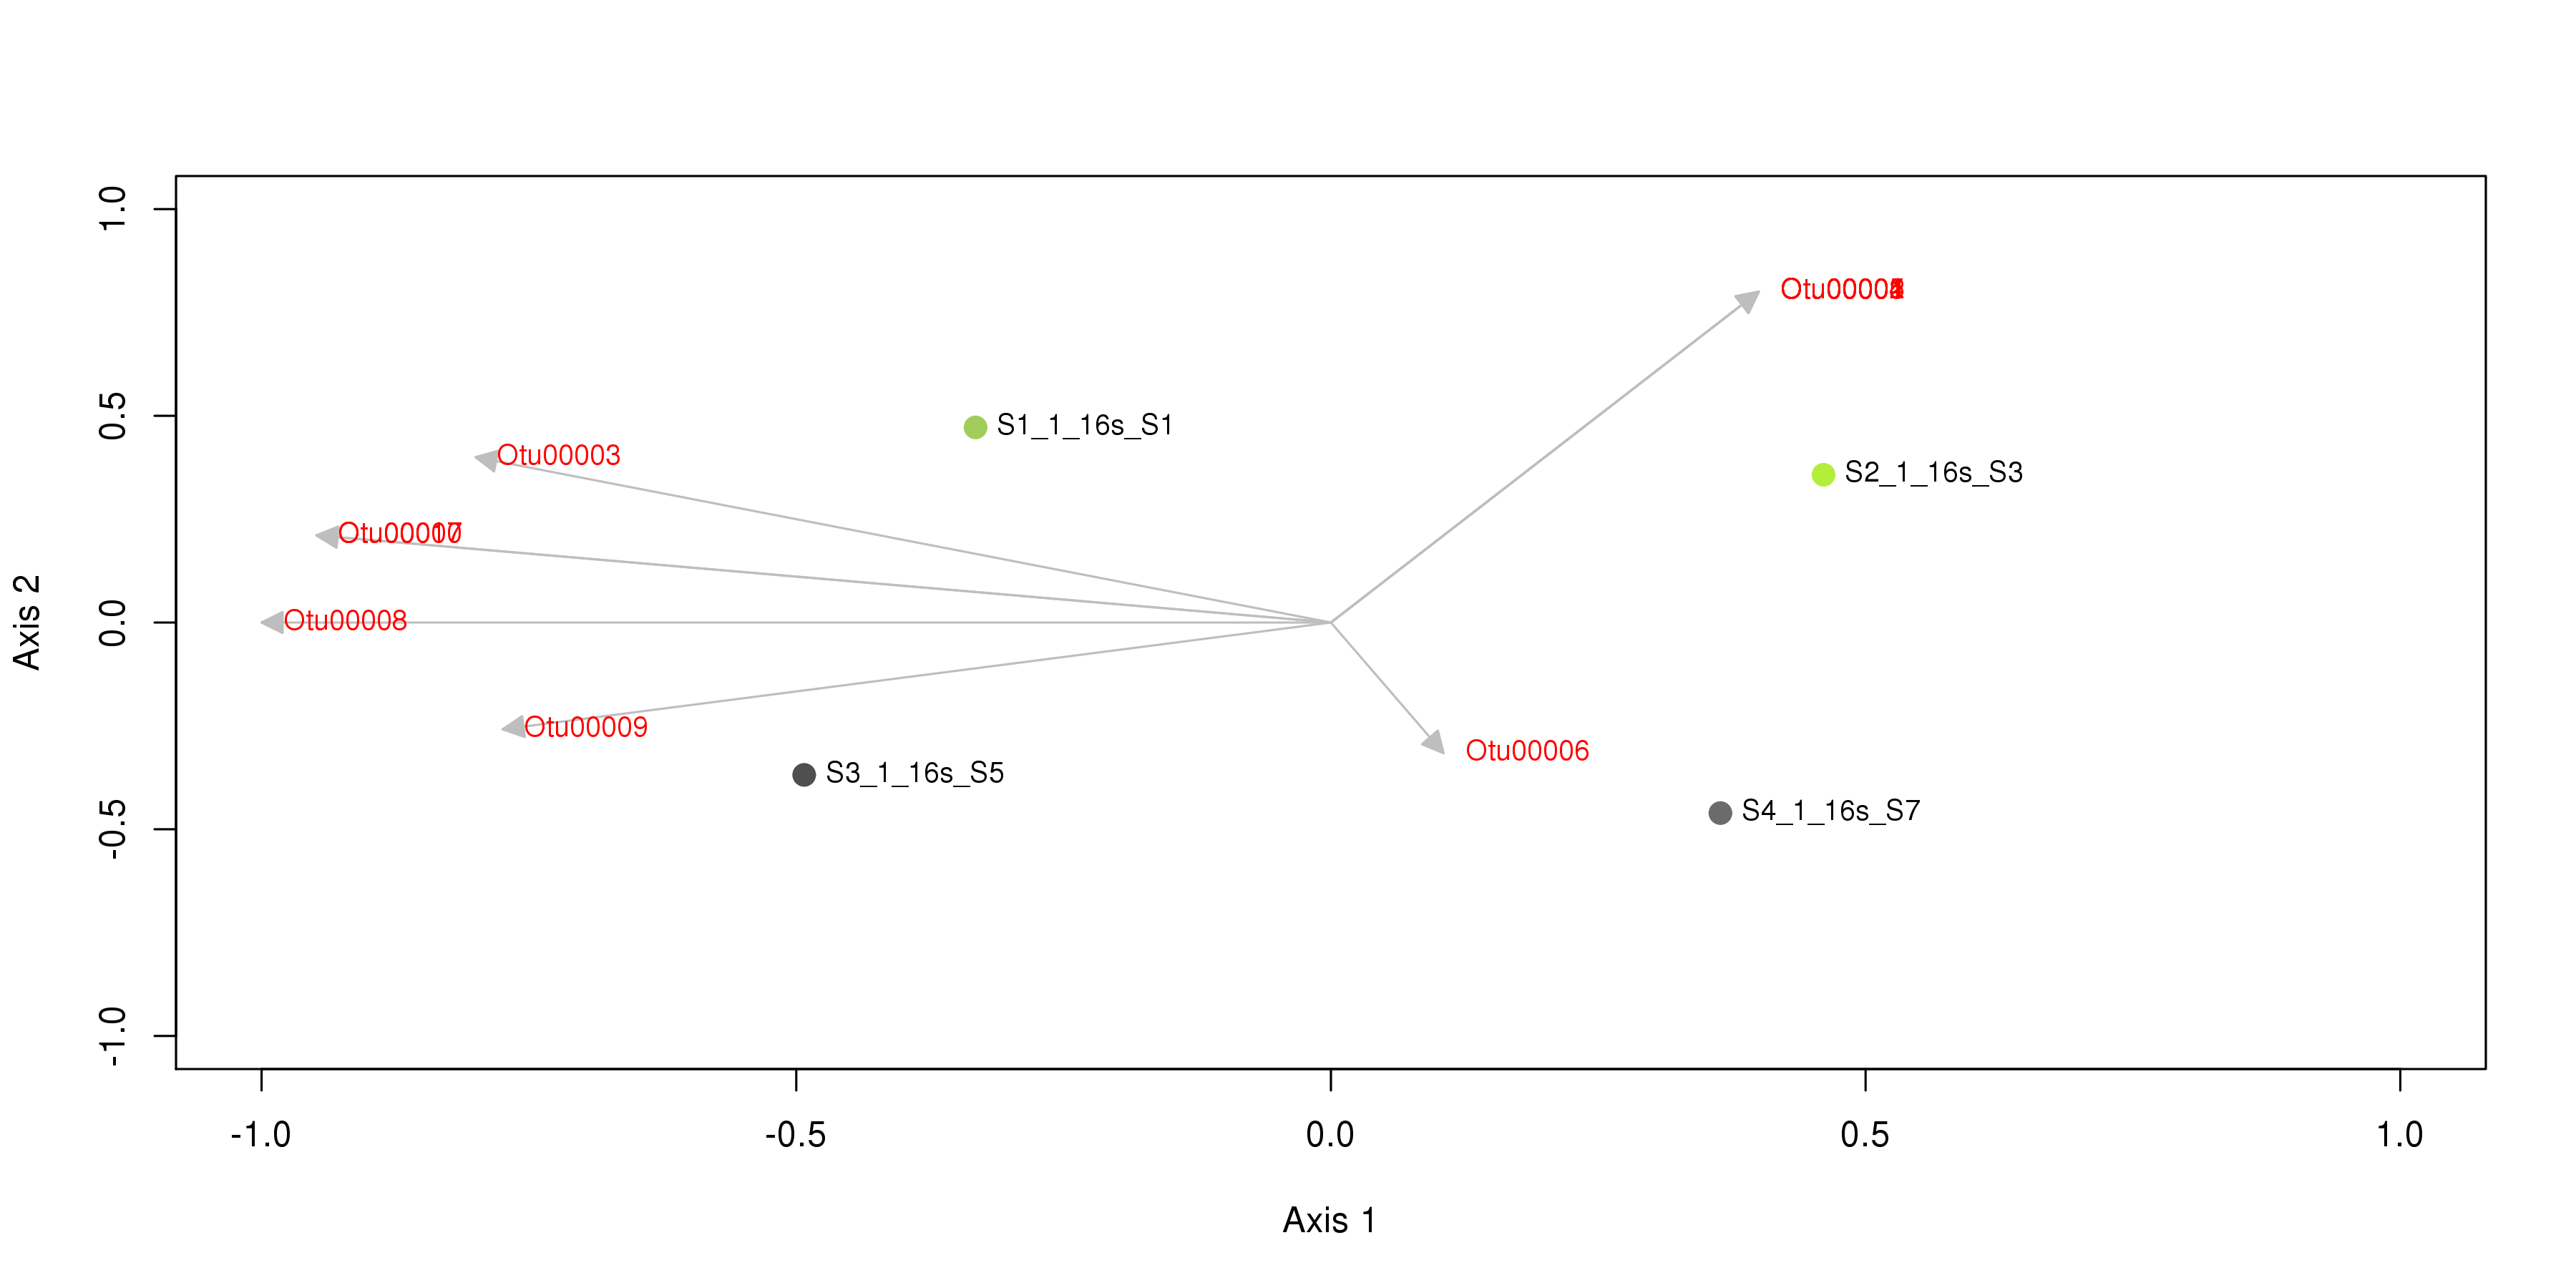 1.0
0.5
0.0
-0.5
-1.0
Axis 2
S1_1_16s_S1
Otu00003
S2_1_16s_S3
Otu00008
Otu00009
Otu00006
S3_1_16s_S5
S4_1_16s_S7
-1.0
-0.5
0.0
0.5
1.0
Axis 1